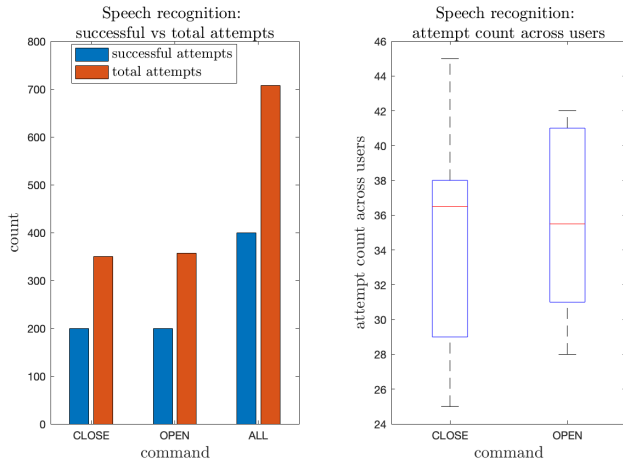 Speech recognition:
successful vs total attempts
800
700
600
500
400
300
200
100
0
count
successful attempts
total attempts
CLOSE OPEN ALL
command
Speech recognition:
attempt count across users
46
44
42
40
38
36
34
32
30
28
26
24
attempt count across users
CLOSE OPEN
command